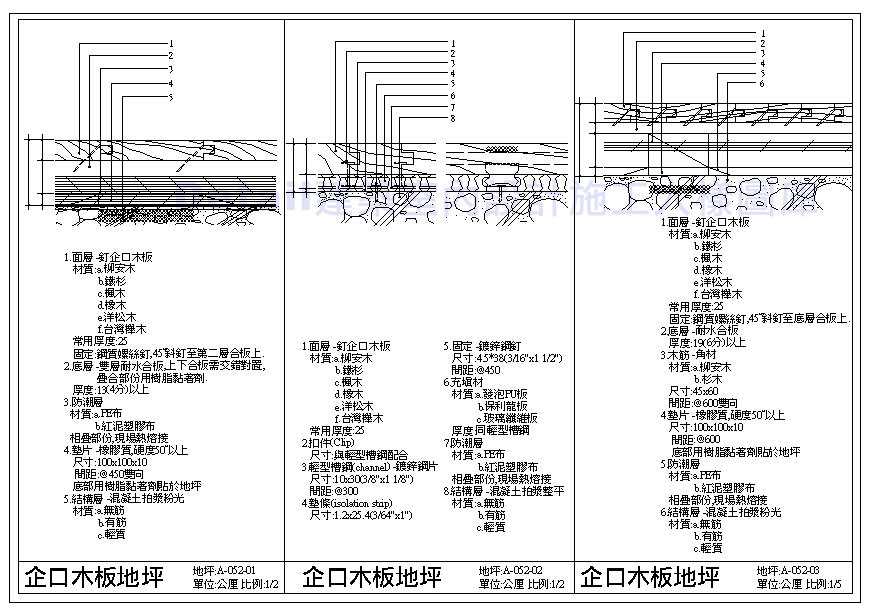 1
2
3
4
5
1.面層 -釘企口木板
材質:a.柳安木
b.鐵杉
c.楓木
d.橡木
e.洋松木
f.台灣櫸木
常用厚度:25
固定:鋼質螺絲釘,45°斜釘至第二層合板上.
2.底層 -雙層耐水合板,上下合板需交錯對置,
疊合部份用樹脂黏著劑.
厚度:13(4分)以上
3.防潮層
材質:a.PE布
b.紅泥塑膠布
相疊部份,現場熱熔接
4.墊片 -橡膠質,硬度50°以上
尺寸:100x100x10
間距:@450雙向
底部用樹脂黏著劑貼於地坪
5.結構層 -混凝土拍漿粉光
材質:a.無筋
b.有筋
c.輕質
企口木板地坪
地坪:A-052-01
單位:公厘 比例:1/2
1
2
3
4
5
6
7
8
1.面層 -釘企口木板
材質:a.柳安木
b.鐵杉
c.楓木
d.橡木
e.洋松木
f.台灣櫸木
常用厚度:25
2.扣件(Clip)
尺寸:與輕型槽鋼配合
3.輕型槽鋼(channel) -鍍鋅鋼片
尺寸:10x30(3/8"x1 1/8")
間距:@300
4.墊條(isolation strip)
尺寸:1.2x25.4(3/64"x1")
5.固定 -鍍鋅鋼釘
尺寸:4.5*38(3/16"x1 1/2")
間距:@450
6.充填材
材質:a.發泡PU板
b.保利龍板
c.玻璃纖維板
厚度:同輕型槽鋼
7.防潮層
材質:a.PE布
b.紅泥塑膠布
相疊部份,現場熱熔接
8.結構層 -混凝土拍漿整平
材質:a.無筋
b.有筋
c.輕質
企口木板地坪
地坪:A-052-02
單位:公厘 比例:1/2
1
2
3
4
5
6
1.面層 -釘企口木板
材質:a.柳安木
b.鐵杉
c.楓木
d.橡木
e.洋松木
f.台灣櫸木
常用厚度:25
固定:鋼質螺絲釘,45°斜釘至底層合板上.
2.底層 -耐水合板
厚度:19(6分)以上
3.木筋 -角材
材質:a.柳安木
b.杉木
尺寸:45x60
間距:@600雙向
4.墊片 -橡膠質,硬度50°以上
尺寸:100x100x10
間距:@600
底部用樹脂黏著劑貼於地坪
5.防潮層
材質:a.PE布
b.紅泥塑膠布
相疊部份,現場熱熔接
6.結構層 -混凝土拍漿粉光
材質:a.無筋
b.有筋
c.輕質
企口木板地坪
地坪:A-052-03
單位:公厘 比例:1/5